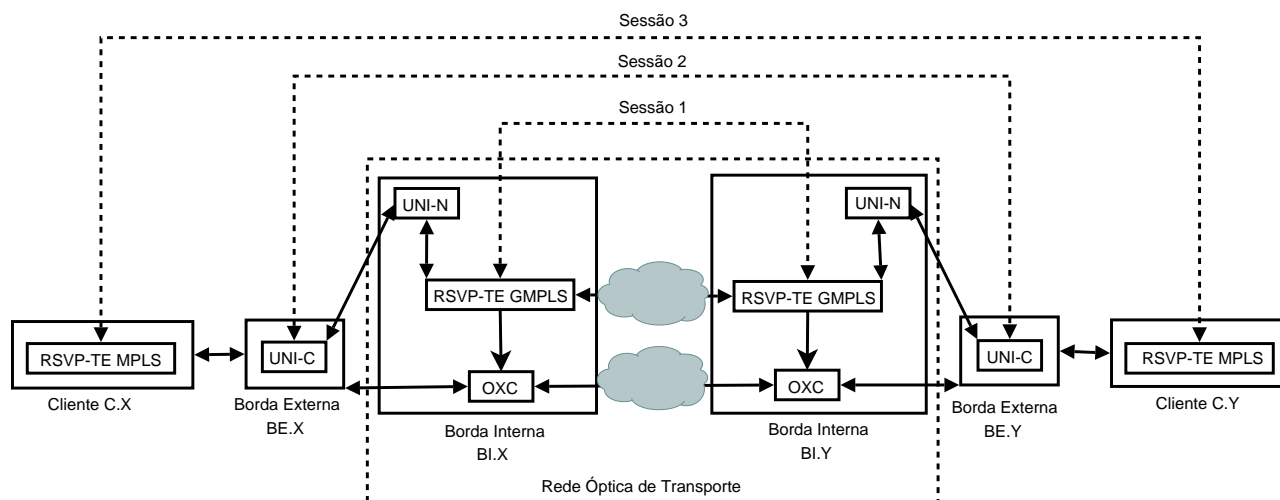 Sessão 3
Sessão 2
Sessão 1
UNI-N
UNI-N
RSVP-TE GMPLS
RSVP-TE GMPLS
RSVP-TE MPLS
UNI-C
UNI-C
RSVP-TE MPLS
OXC
OXC
Cliente C.X
Borda Externa
BE.X
Borda Interna
BI.X
Borda Interna
BI.Y
Borda Externa
BE.Y
Cliente C.Y
Rede Óptica de Transporte